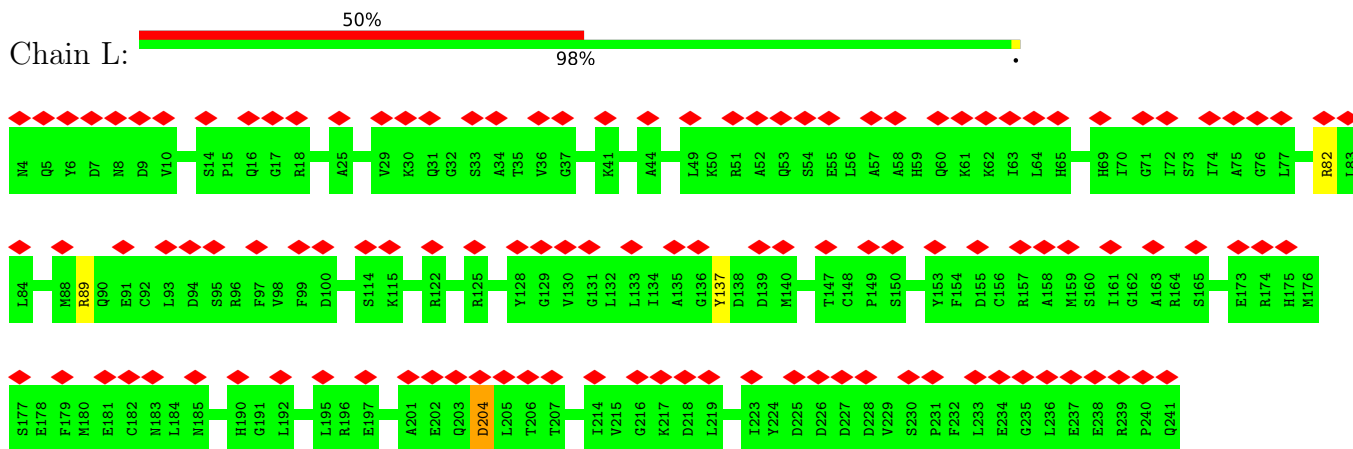 50%
Chain L:
98%
•
N4 Q5 Y6 D7 N8 D9 V10 S14 P15 Q16 G17 R18 A25 V29 K30 Q31 G32 S33 A34 T35 V36 G37 K41 A44 L49 K50 R51 A52 Q53 S54 E55 L56 A57 A58 H59 Q60 K61 K62 I63 L64 H65 H69 I70 G71 I72 S73 I74 A75 G76 L77 R82 L83
L84 M88 R89 Q90 E91 C92 L93 D94 S95 R96 F97 V98 F99 D100 S114 K115 R122 R125 Y128 G129 V130 G131 L132 L133 I134 A135 G136 Y137 D138 D139 M140 T147 C148 P149 S150 Y153 F154 D155 C156 R157 A158 M159 S160 I161 G162 A163 R164 S165 E173 R174 H175 M176
S177 E178 F179 M180 E181 C182 N183 L184 N185 H190 G191 L192 L195 R196 E197 A201 E202 Q203 D204 L205 T206 T207 I214 V215 G216 K217 D218 L219 I223 Y224 D225 D226 D227 D228 V229 S230 P231 F232 L233 E234 G235 L236 E237 E238 R239 P240 Q241